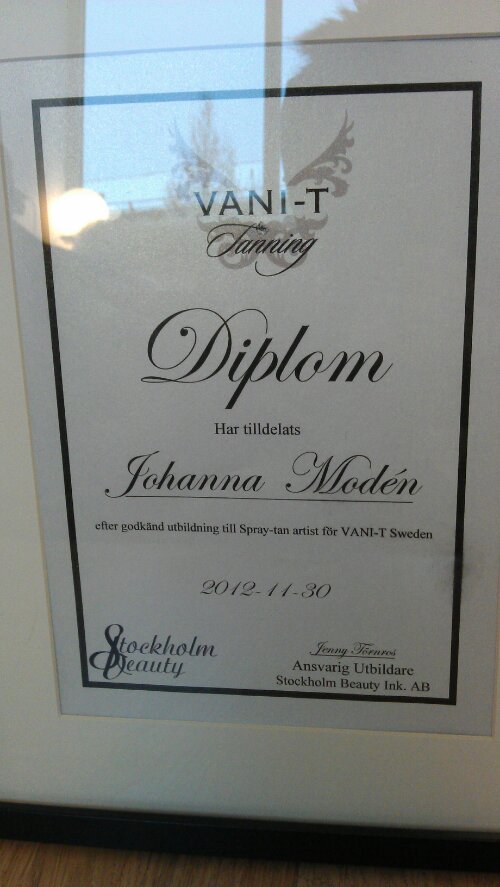 VANI-T
Tanning
Diplom
Har tilldelats
Johanna Modén
efter godkänd utbildning till Spray-tan artist för VANI-T Sweden
2012-11-30
Stockholm
Beauty
Jenny Törnros
Ansvarig Utbildare
Stockholm Beauty Ink. AB